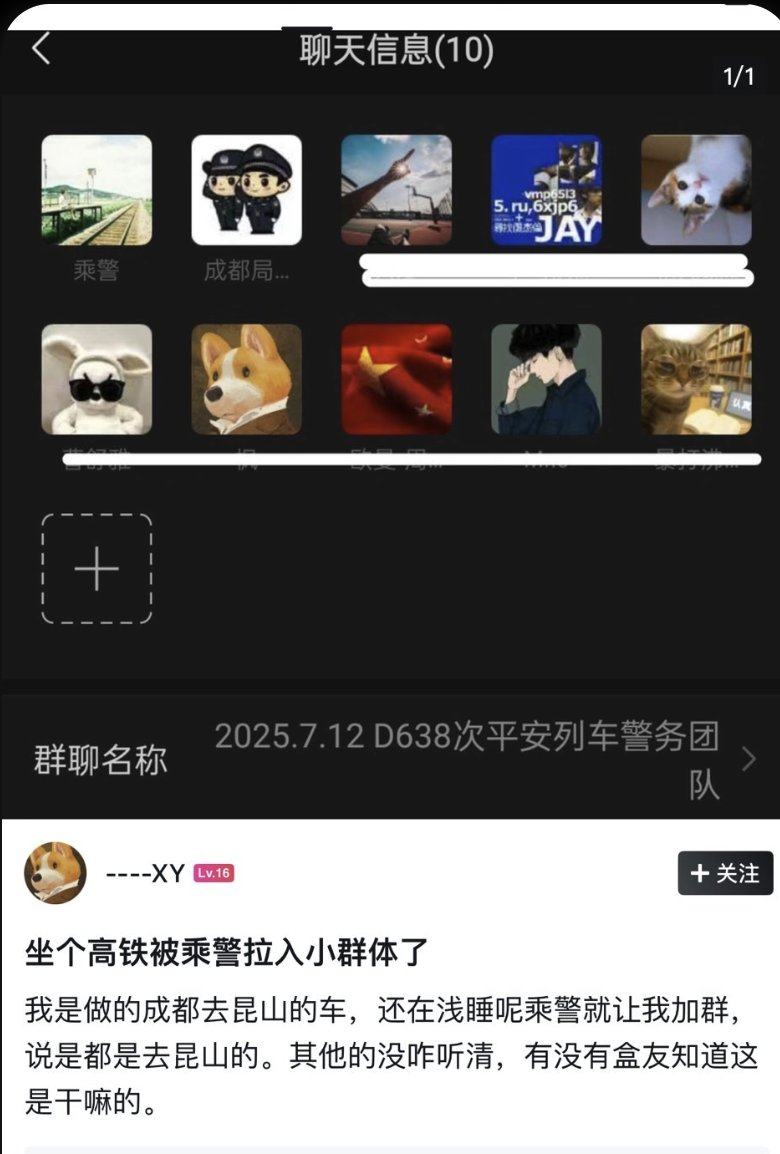 聊天信息(10)
1/1
vmp6513
5.ru,6xjp6
+
JAY
乘警
成都局...
认真
群聊名称
2025.7.12 D638次平安列车警务团
队
----XY Lv.16
+ 关注
坐个高铁被乘警拉入小群体了
我是做的成都去昆山的车，还在浅睡呢乘警就让我加群，
说是都是去昆山的。其他的没咋听清，有没有盒友知道这
是干嘛的。